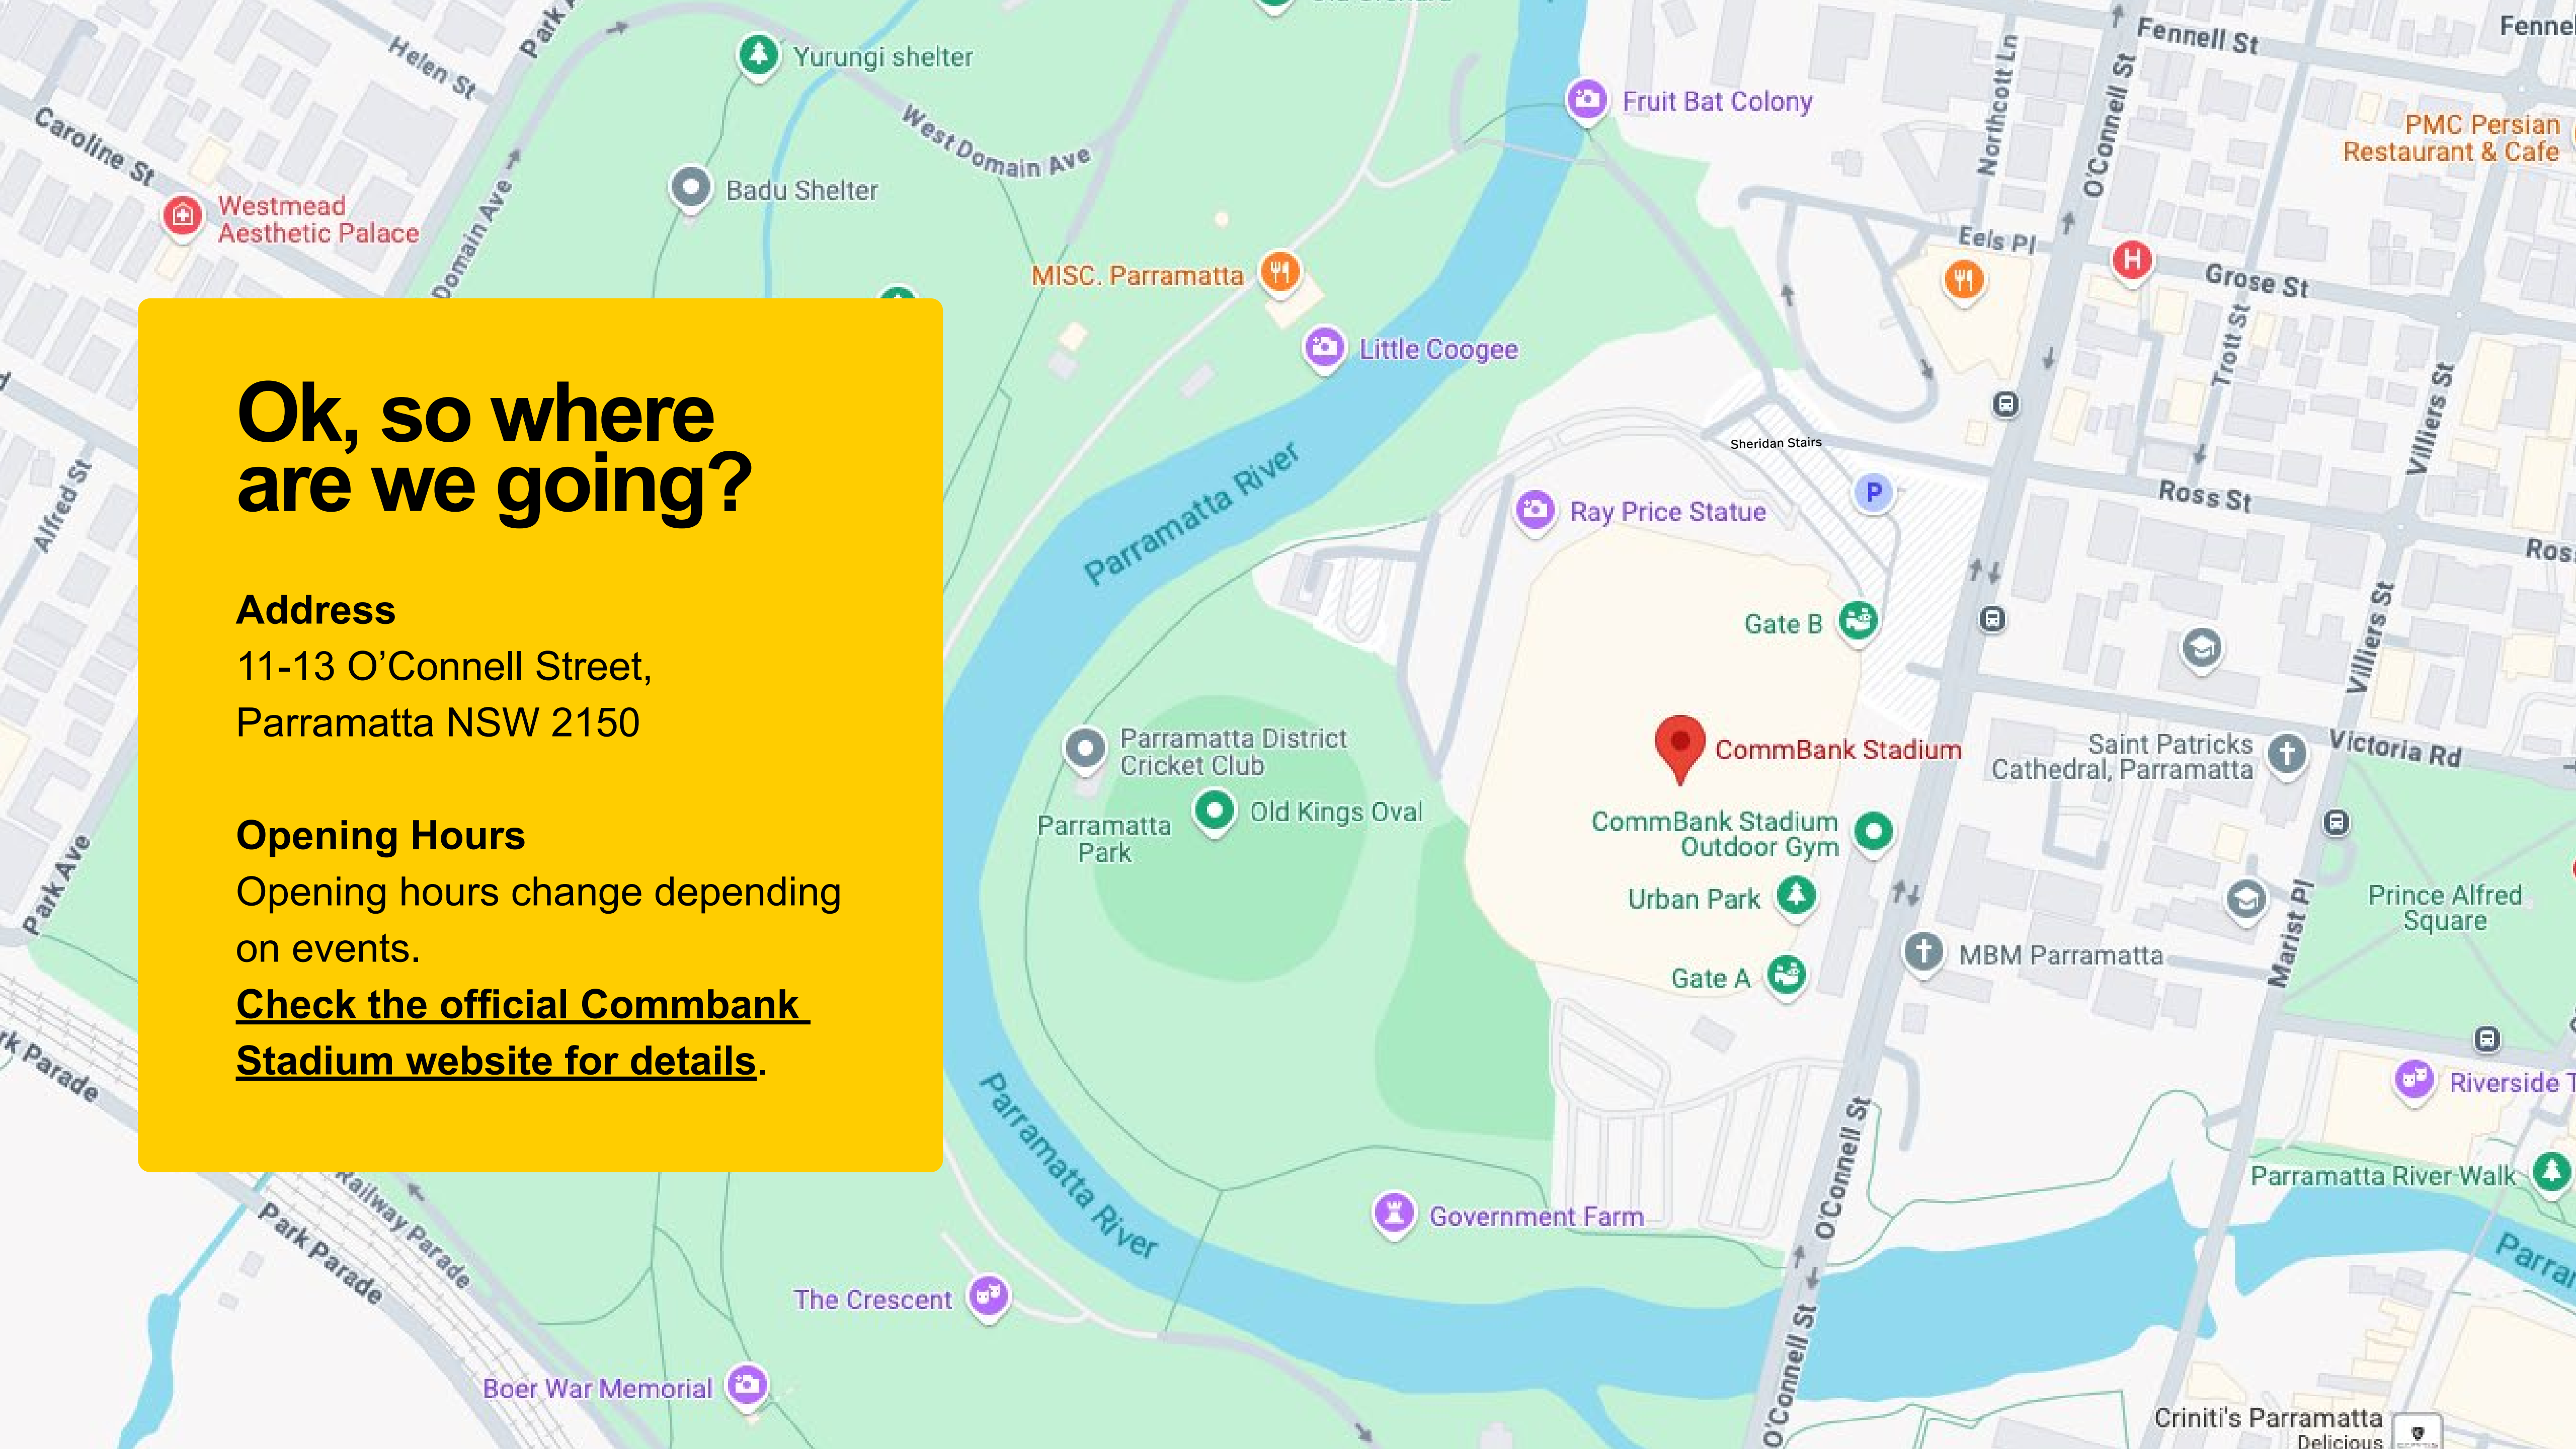 Ok, so where
are we going?
Address
11-13 O’Connell Street,
Parramatta NSW 2150
Opening Hours
Opening hours change depending
on events.
Check the official Commbank
Stadium website for details.
Helen St
Park
Caroline St
Westmead
Aesthetic Palace
Domain Ave
Yurungi shelter
West Domain Ave
Badu Shelter
MISC. Parramatta
Little Coogee
Fruit Bat Colony
Northcott Ln
O'Connell St
Fennell St
PMC Persian
Restaurant & Cafe
Eels Pl
H
Grose St
Trott St
Villiers St
Sheridan Stairs
P
Ross St
Ray Price Statue
Parramatta River
Alfred St
Gate B
Villiers St
CommBank Stadium
Saint Patricks
Cathedral, Parramatta
Victoria Rd
Parramatta District
Cricket Club
Old Kings Oval
Parramatta
Park
CommBank Stadium
Outdoor Gym
Urban Park
Gate A
MBM Parramatta
Marist Pl
Prince Alfred
Square
Park Ave
Riverside
Parramatta River
O'Connell St
Parramatta River Walk
Government Farm
Railway Parade
Park Parade
rk Parade
The Crescent
Boer War Memorial
O'Connell St
Criniti's Parramatta
Delicious